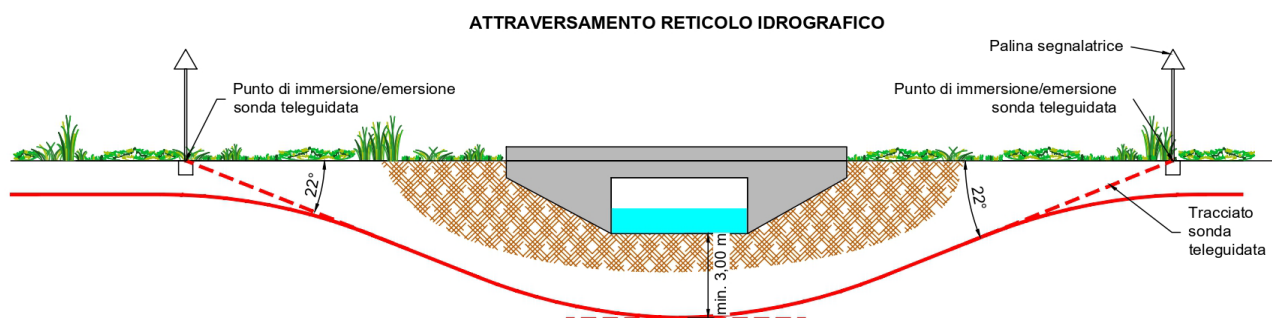 ATTRAVERSAMENTO RETICOLO IDROGRAFICO
Palina segnalatrice
Punto di immersione/emersione
sonda teleguidata
Punto di immersione/emersione
sonda teleguidata
22°
22°
min. 3,00 m
Tracciato
sonda
teleguidata